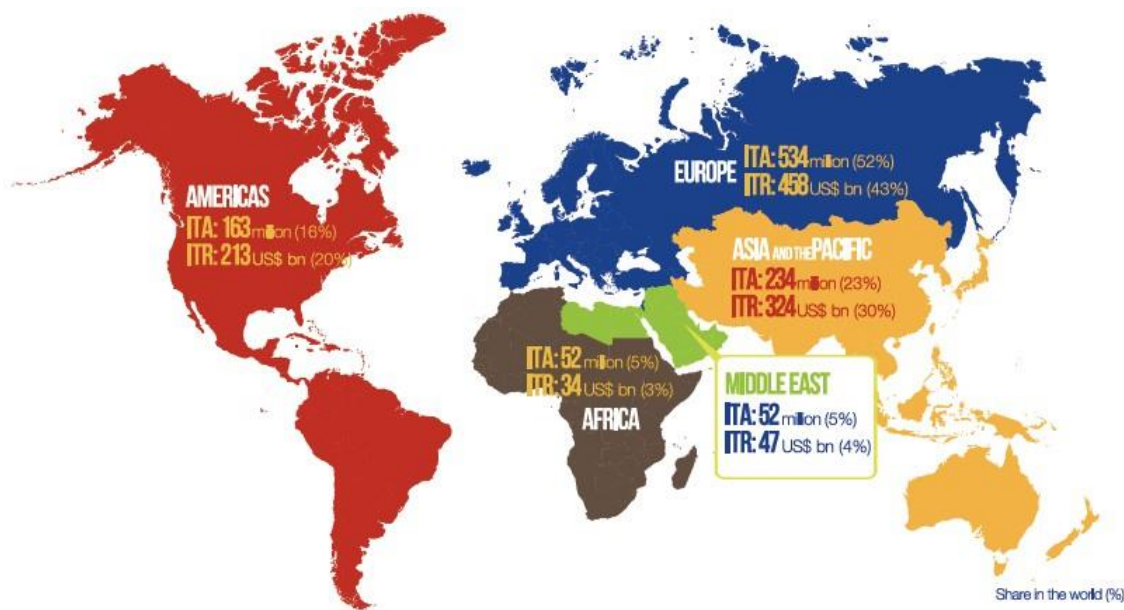 AMERICAS
ITA: 163 million (16%)
ITR: 213 US$ bn (20%)
EUROPE
ITA: 534 million (52%)
ITR: 458 US$ bn (43%)
ASIA AND THE PACIFIC
ITA: 234 million (23%)
ITR: 324 US$ bn (30%)
ITA: 52 million (5%)
ITR: 34 US$ bn (3%)
AFRICA
MIDDLE EAST
ITA: 52 million (5%)
ITR: 47 US$ bn (4%)
Share in the world (%)